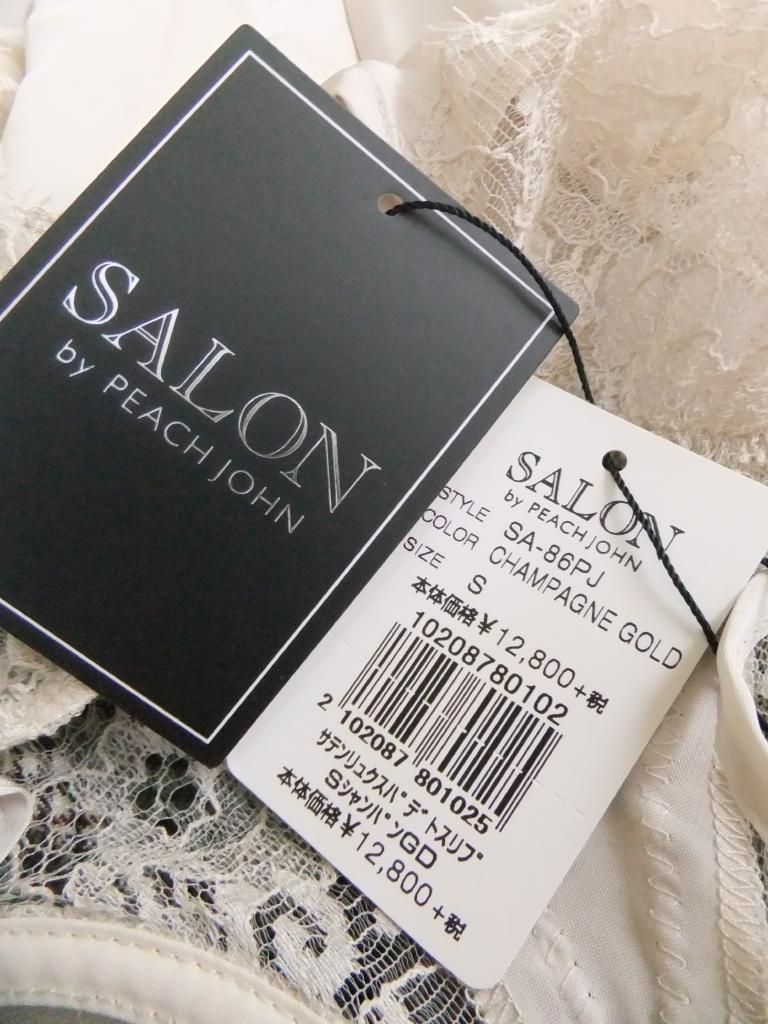 SALON
by PEACH JOHN
SALON
by PEACH JOHN
STYLE SA-86PJ
COLOR CHAMPAGNE GOLD
SIZE S
本体価格¥12,800+税
10208780102
2 102087 801025
サテンリュクスパデトスリプ
SシャンパンGD
本体価格¥12,800+税